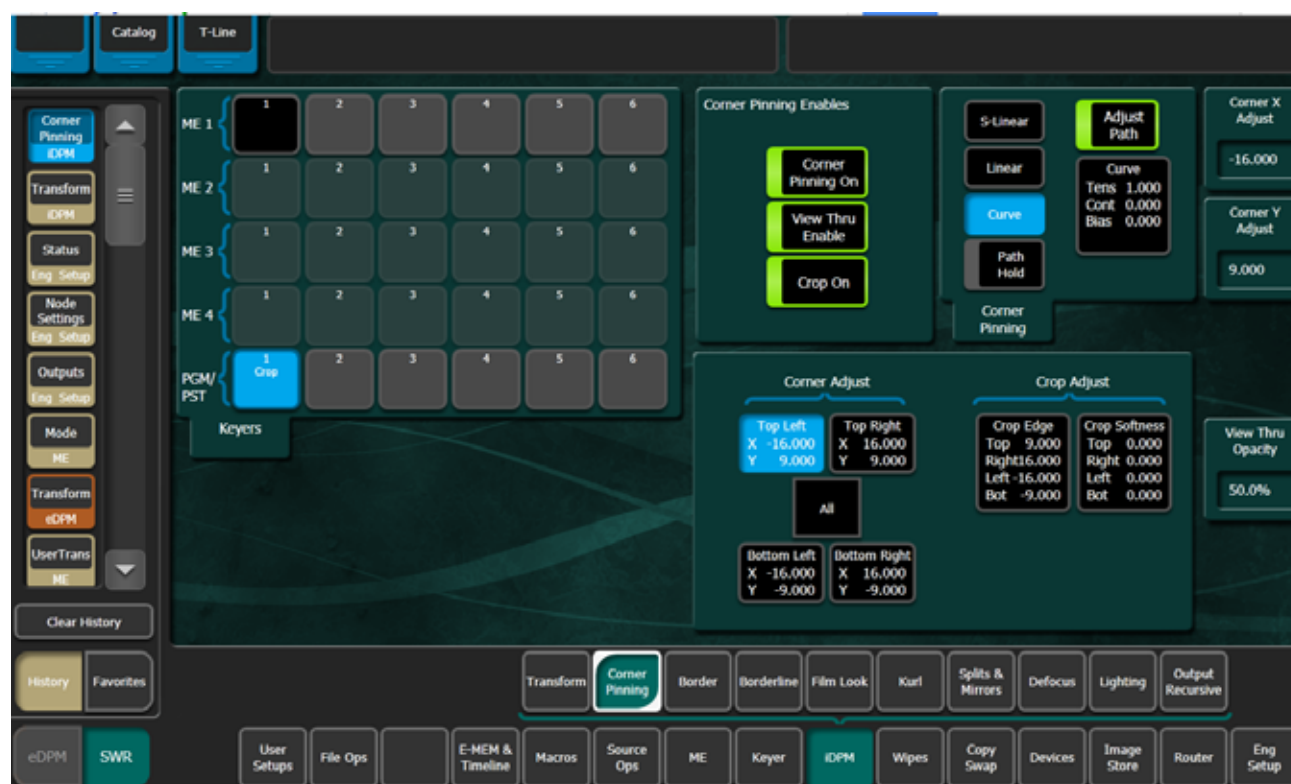 Catalog
T-Line
Corner
Pinning
iDPM
Transform
iDPM
Status
Eng Setup
Node
Settings
Eng Setup
Outputs
Eng Setup
Mode
ME
Transform
eDPM
UserTrans
ME
Clear History
History
Favorites
eDPM
SWR
ME 1
1 2 3 4 5 6
ME 2
1 2 3 4 5 6
ME 3
1 2 3 4 5 6
ME 4
1 2 3 4 5 6
PGM/
PST
1 2 3 4 5 6
Crop
Keyers
Corner Pinning Enables
Corner
Pinning On
View Thru
Enable
Crop On
S-Linear
Linear
Curve
Path
Hold
Adjust
Path
Curve
Tens 1.000
Cont 0.000
Bias 0.000
Corner
Pinning
Corner X
Adjust
-16.000
Corner Y
Adjust
9.000
Corner Adjust
Top Left
X -16.000
Y 9.000
Top Right
X 16.000
Y 9.000
All
Bottom Left
X -16.000
Y -9.000
Bottom Right
X 16.000
Y -9.000
Crop Adjust
Crop Edge
Top 9.000
Right16.000
Left -16.000
Bot -9.000
Crop Softness
Top 0.000
Right 0.000
Left 0.000
Bot 0.000
View Thru
Opacity
50.0%
Transform
Corner
Pinning
Border
Borderline
Film Look
Kurl
Splits &
Mirrors
Defocus
Lighting
Output
Recursive
User
Setups
File Ops
E-MEM &
Timeline
Macros
Source
Ops
ME
Keyer
iDPM
Wipes
Copy
Swap
Devices
Image
Store
Router
Eng
Setup